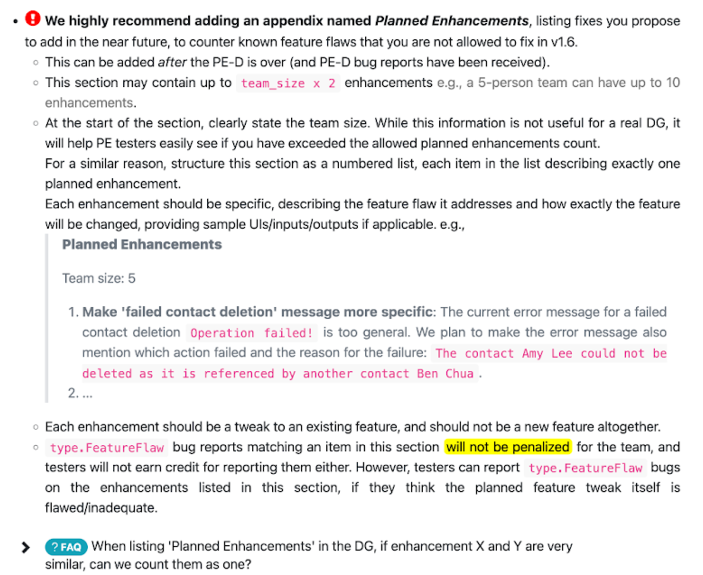 • ! We highly recommend adding an appendix named Planned Enhancements, listing fixes you propose
to add in the near future, to counter known feature flaws that you are not allowed to fix in v1.6.
○ This can be added after the PE-D is over (and PE-D bug reports have been received).
○ This section may contain up to team_size x 2 enhancements e.g., a 5-person team can have up to 10
enhancements.
○ At the start of the section, clearly state the team size. While this information is not useful for a real DG, it
will help PE testers easily see if you have exceeded the allowed planned enhancements count.
For a similar reason, structure this section as a numbered list, each item in the list describing exactly one
planned enhancement.
Each enhancement should be specific, describing the feature flaw it addresses and how exactly the feature
will be changed, providing sample UIs/inputs/outputs if applicable. e.g.,
Planned Enhancements
Team size: 5
1. Make 'failed contact deletion' message more specific: The current error message for a failed
contact deletion Operation failed! is too general. We plan to make the error message also
mention which action failed and the reason for the failure: The contact Amy Lee could not be
deleted as it is referenced by another contact Ben Chua.
2. ...
○ Each enhancement should be a tweak to an existing feature, and should not be a new feature altogether.
○ type.FeatureFlaw bug reports matching an item in this section will not be penalized for the team, and
testers will not earn credit for reporting them either. However, testers can report type.FeatureFlaw bugs
on the enhancements listed in this section, if they think the planned feature tweak itself is
flawed/inadequate.
? FAQ When listing 'Planned Enhancements' in the DG, if enhancement X and Y are very
similar, can we count them as one?